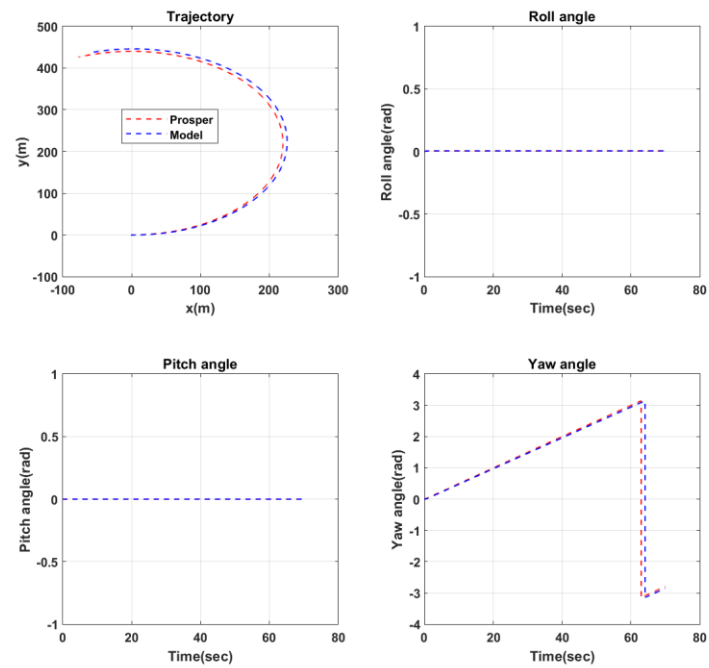 Trajectory
500
400
300
200
100
0
-100
y(m)
Prosper
Model
-100 0 100 200 300
x(m)
Roll angle
1
0.5
0
-0.5
-1
Roll angle(rad)
0 20 40 60 80
Time(sec)
Pitch angle
1
0.5
0
-0.5
-1
Pitch angle(rad)
0 20 40 60 80
Time(sec)
Yaw angle
4
3
2
1
0
-1
-2
-3
-4
Yaw angle(rad)
0 20 40 60 80
Time(sec)